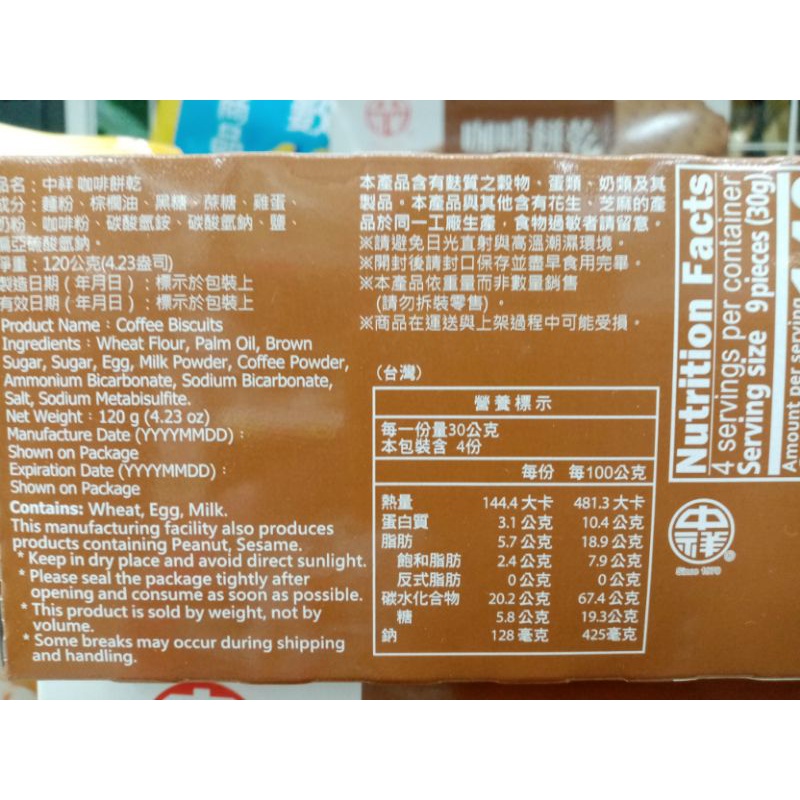 咖啡餅乾
品名：中祥 咖啡餅乾
成分：麵粉、棕櫚油、黑糖、蔗糖、雞蛋、
奶粉、咖啡粉、碳酸氫銨、碳酸氫鈉、鹽、
硫酸氫鈉。
淨重：120公克(4.23盎司)
製造日期（年月日）：標示於包裝上
有效日期（年月日）：標示於包裝上
Product Name：Coffee Biscuits
Ingredients：Wheat Flour, Palm Oil, Brown
Sugar, Sugar, Egg, Milk Powder, Coffee Powder,
Ammonium Bicarbonate, Sodium Bicarbonate,
Salt, Sodium Metabisulfite.
Net Weight：120 g (4.23 oz)
Manufacture Date (YYYYMMDD)：
Shown on Package
Expiration Date (YYYYMMDD)：
Shown on Package
Contains: Wheat, Egg, Milk.
This manufacturing facility also produces
products containing Peanut, Sesame.
* Keep in dry place and avoid direct sunlight.
* Please seal the package tightly after
opening and consume as soon as possible.
* This product is sold by weight, not by
volume.
* Some breaks may occur during shipping
and handling.
本產品含有麩質之穀物、蛋類、奶類及其
製品。本產品與其他含有花生、芝麻的產
品於同一工廠生產，食物過敏者請留意。
※請避免日光直射與高溫潮濕環境。
※開封後請封口保存並盡早食用完畢。
※本產品依重量而非數量銷售
(請勿拆裝零售)。
※商品在運送與上架過程中可能受損。
(台灣)
營養標示
每一份量30公克
本包裝含 4份
每份 每100公克
熱量 144.4 大卡 481.3 大卡
蛋白質 3.1 公克 10.4 公克
脂肪 5.7 公克 18.9 公克
飽和脂肪 2.4 公克 7.9 公克
反式脂肪 0 公克 0 公克
碳水化合物 20.2 公克 67.4 公克
糖 5.8 公克 19.3公克
鈉 128 毫克 425毫克
Nutrition Facts
4 servings per container
Serving size 9 pieces (30g)
Amount per serving
中祥
Since 1970